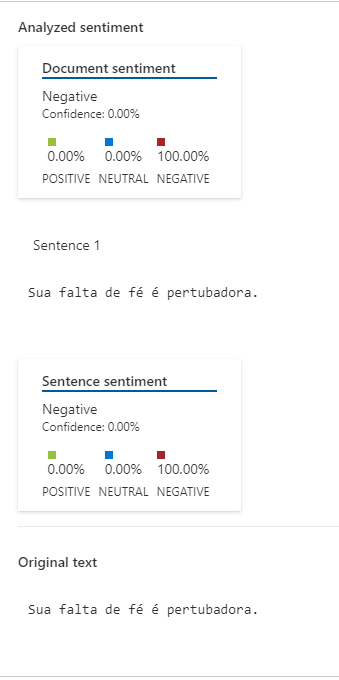 Analyzed sentiment
Document sentiment
Negative
Confidence: 0.00%
0.00% 0.00% 100.00%
POSITIVE NEUTRAL NEGATIVE
Sentence 1
Sua falta de fé é pertubadora.
Sentence sentiment
Negative
Confidence: 0.00%
0.00% 0.00% 100.00%
POSITIVE NEUTRAL NEGATIVE
Original text
Sua falta de fé é pertubadora.